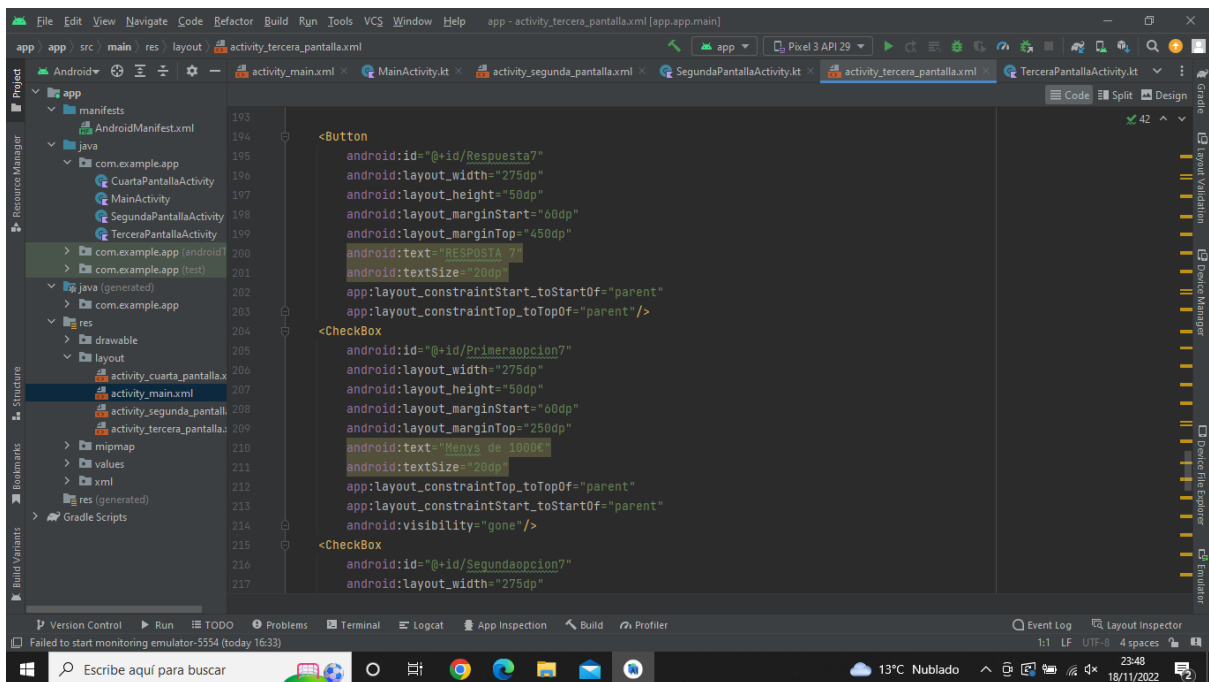 File Edit View Navigate Code Refactor Build Run Tools VCS Window Help app - activity_tercera_pantalla.xml [app.app.main]
app app src main res layout activity_tercera_pantalla.xml app Pixel 3 API 29
Android activity_main.xml MainActivity.kt activity_segunda_pantalla.xml SegundaPantallaActivity.kt activity_tercera_pantalla.xml TerceraPantallaActivity.kt
Code Split Design
42
Project
Resource Manager
Structure
Bookmarks
Build Variants
app
manifests
AndroidManifest.xml
java
com.example.app
CuartaPantallaActivity
MainActivity
SegundaPantallaActivity
TerceraPantallaActivity
com.example.app (androidT
com.example.app (test)
java (generated)
com.example.app
res
drawable
layout
activity_cuarta_pantalla.x
activity_main.xml
activity_segunda_pantall
activity_tercera_pantalla.
mipmap
values
xml
res (generated)
Gradle Scripts
193
194 <Button
195 android:id="@+id/Respuesta7"
196 android:layout_width="275dp"
197 android:layout_height="50dp"
198 android:layout_marginStart="60dp"
199 android:layout_marginTop="450dp"
200 android:text="RESPOSTA 7"
201 android:textSize="20dp"
202 app:layout_constraintStart_toStartOf="parent"
203 app:layout_constraintTop_toTopOf="parent"/>
204 <CheckBox
205 android:id="@+id/Primeraopcion7"
206 android:layout_width="275dp"
207 android:layout_height="50dp"
208 android:layout_marginStart="60dp"
209 android:layout_marginTop="250dp"
210 android:text="Menys de 1000€"
211 android:textSize="20dp"
212 app:layout_constraintTop_toTopOf="parent"
213 app:layout_constraintStart_toStartOf="parent"
214 android:visibility="gone"/>
215 <CheckBox
216 android:id="@+id/Segundaopcion7"
217 android:layout_width="275dp"
Gradle
Layout Validation
Device Manager
Device File Explorer
Emulator
Version Control Run TODO Problems Terminal Logcat App Inspection Build Profiler Event Log Layout Inspector
Failed to start monitoring emulator-5554 (today 16:33) 1:1 LF UTF-8 4 spaces
Escribe aquí para buscar 13°C Nublado 23:48
18/11/2022